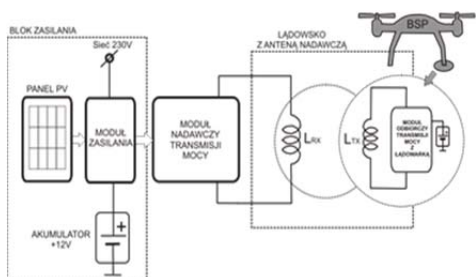 BLOK ZASILANIA
Sieć 230V
PANEL PV
MODUŁ
ZASILANIA
AKUMULATOR
+12V
MODUŁ
NADAWCZY
TRANSMISJI
MOCY
LĄDOWISKO
Z ANTENĄ NADAWCZĄ
LRX
LTX
MODUŁ
ODBIORCZY
TRANSMISJI
MOCY
Z
ŁADOWARKĄ
BSP